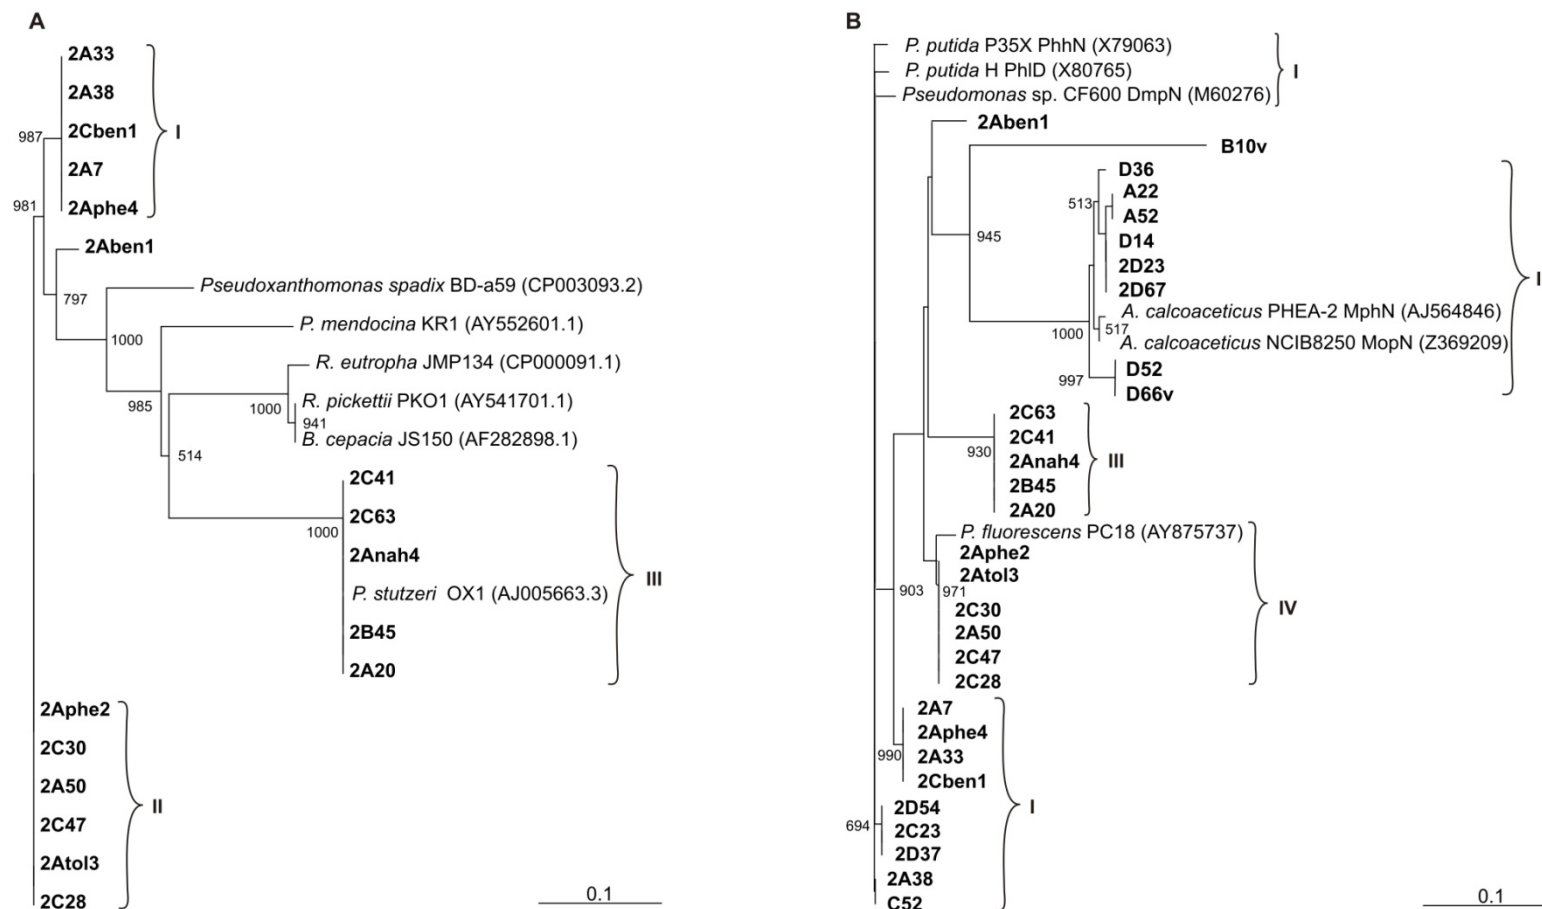 A
2A33
2A38
987
2Cben1
I
2A7
981
2Aphe4
2Aben1
797
Pseudoxanthomonas spadix BD-a59 (CP003093.2)
P. mendocina KR1 (AY552601.1)
1000
R. eutropha JMP134 (CP000091.1)
985
1000
R. pickettii PKO1 (AY541701.1)
941
B. cepacia JS150 (AF282898.1)
514
2C41
2C63
1000
2Anah4
III
P. stutzeri OX1 (AJ005663.3)
2B45
2A20
2Aphe2
2C30
2A50
II
2C47
2Atol3
2C28
0.1
B
P. putida P35X PhhN (X79063)
P. putida H PhlD (X80765)
I
Pseudomonas sp. CF600 DmpN (M60276)
2Aben1
B10v
945
D36
A22
513
A52
D14
2D23
I
2D67
A. calcoaceticus PHEA-2 MphN (AJ564846)
1000
517
A. calcoaceticus NCIB8250 MopN (Z369209)
D52
997
D66v
2C63
2C41
930
2Anah4
III
2B45
2A20
P. fluorescens PC18 (AY875737)
2Aphe2
2Atol3
903
971
2C30
IV
2A50
2C47
2C28
2A7
2Aphe4
990
2A33
2Cben1
I
2D54
694
2C23
2D37
2A38
C52
0.1